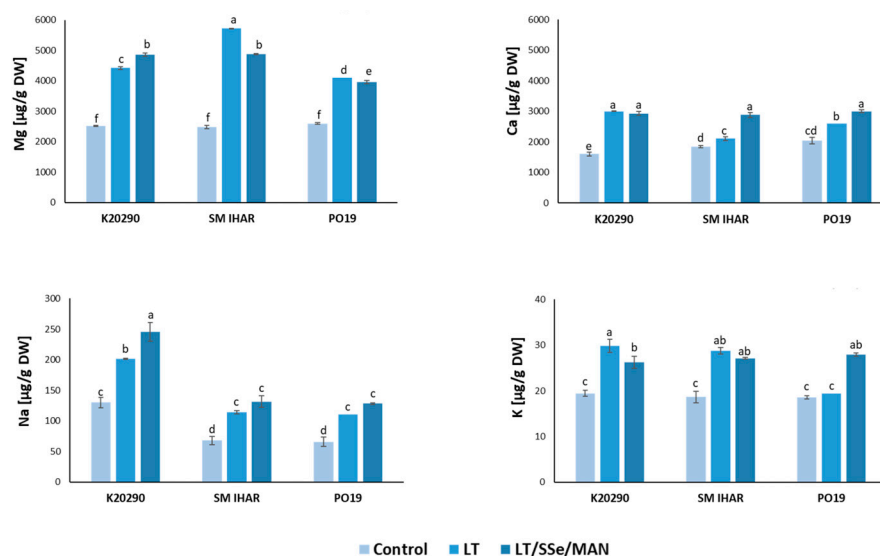 Mg [µg/g DW]
6000
5000
4000
3000
2000
1000
0
f c b
f a b
f d e
K20290 SM IHAR PO19
Ca [µg/g DW]
6000
5000
4000
3000
2000
1000
0
e a a
d c a
cd b a
K20290 SM IHAR PO19
Na [µg/g DW]
300
250
200
150
100
50
0
c b a
d c c
d c c
K20290 SM IHAR PO19
K [µg/g DW]
40
30
20
10
0
c a b
c ab ab
c c ab
K20290 SM IHAR PO19
Control LT LT/SSe/MAN